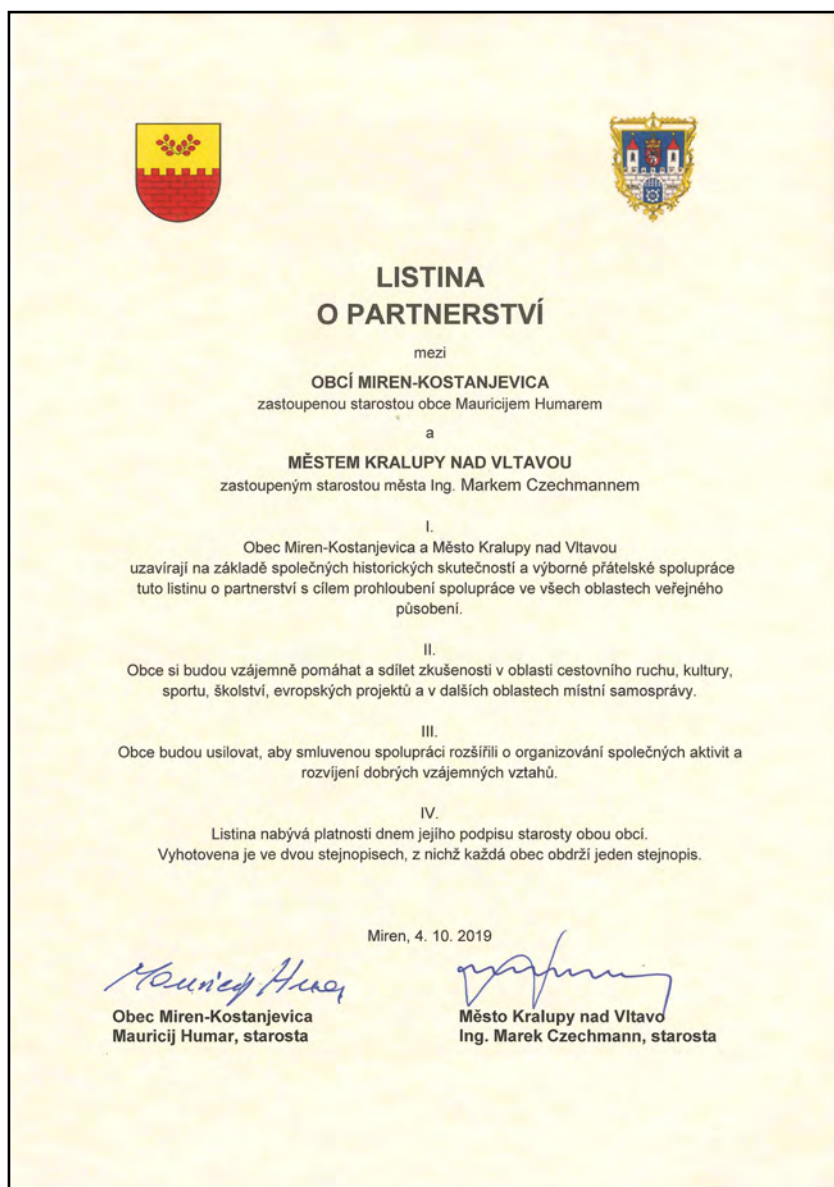 LISTINA
O PARTNERSTVÍ
mezi
OBCÍ MIREN-KOSTANJEVICA
zastoupenou starostou obce Mauricijem Humarem
a
MĚSTEM KRALUPY NAD VLTAVOU
zastoupeným starostou města Ing. Markem Czechmannem
I.
Obec Miren-Kostanjevica a Město Kralupy nad Vltavou
uzavírají na základě společných historických skutečností a výborné přátelské spolupráce
tuto listinu o partnerství s cílem prohloubení spolupráce ve všech oblastech veřejného
působení.
II.
Obce si budou vzájemně pomáhat a sdílet zkušenosti v oblasti cestovního ruchu, kultury,
sportu, školství, evropských projektů a v dalších oblastech místní samosprávy.
III.
Obce budou usilovat, aby smluvenou spolupráci rozšířili o organizování společných aktivit a
rozvíjení dobrých vzájemných vztahů.
IV.
Listina nabývá platnosti dnem jejího podpisu starosty obou obcí.
Vyhotovena je ve dvou stejnopisech, z nichž každá obec obdrží jeden stejnopis.
Miren, 4. 10. 2019
Obec Miren-Kostanjevica
Mauricij Humar, starosta
Město Kralupy nad Vltavo
Ing. Marek Czechmann, starosta